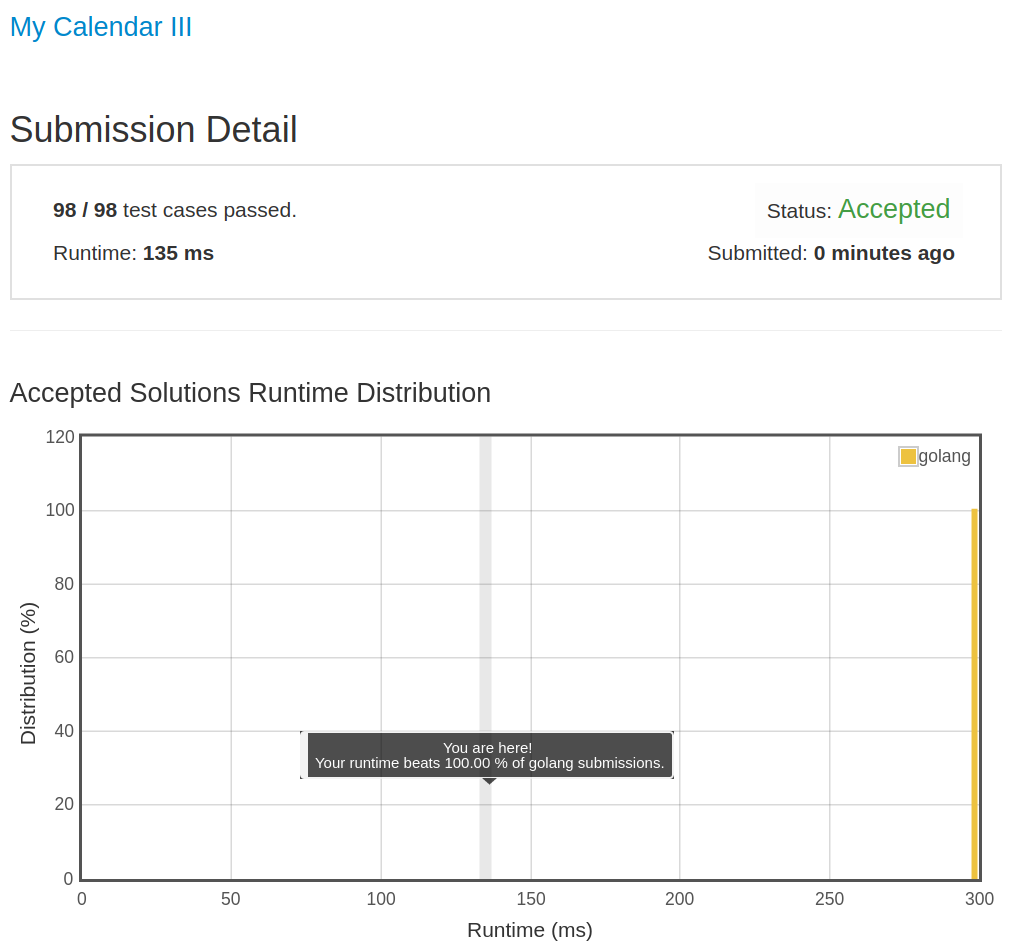 My Calendar III
Submission Detail
98 / 98 test cases passed.
Status: Accepted
Runtime: 135 ms
Submitted: 0 minutes ago
Accepted Solutions Runtime Distribution
120
golang
100
80
60
Distribution (%)
40
You are here!
Your runtime beats 100.00 % of golang submissions.
20
0
0 50 100 150 200 250 300
Runtime (ms)